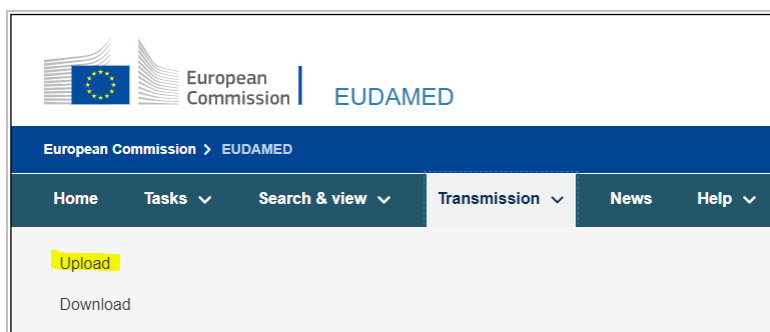 European
Commission
EUDAMED
European Commission > EUDAMED
Home Tasks Search & view Transmission News Help
Upload
Download